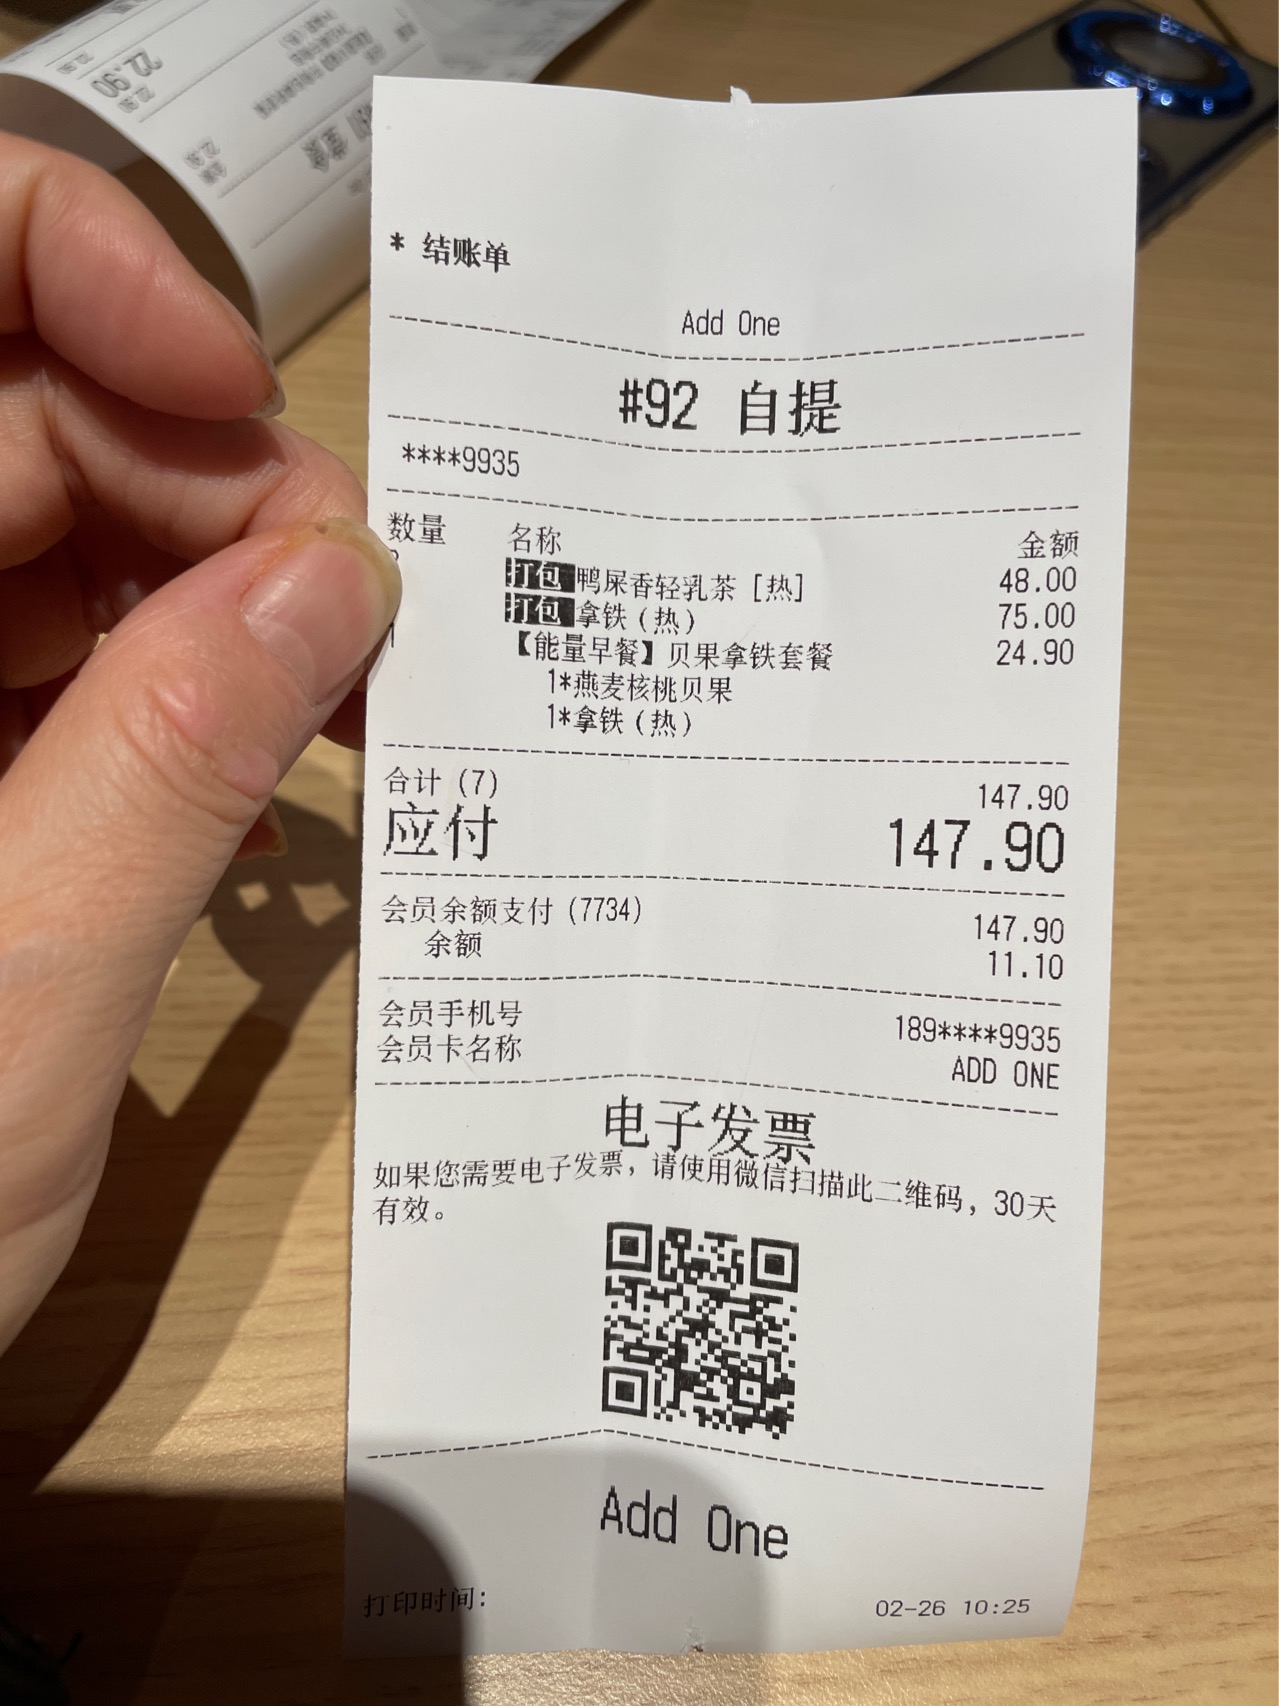 * 结账单
Add One
#92 自提
****9935
数量 名称 金额
打包 鸭屎香轻乳茶 [热] 48.00
打包 拿铁(热) 75.00
1 【能量早餐】贝果拿铁套餐 24.90
1*燕麦核桃贝果
1*拿铁(热)
合计 (7) 147.90
应付 147.90
会员余额支付 (7734) 147.90
余额 11.10
会员手机号 189****9935
会员卡名称 ADD ONE
电子发票
如果您需要电子发票，请使用微信扫描此二维码，30天
有效。
Add One
打印时间: 02-26 10:25
22.90